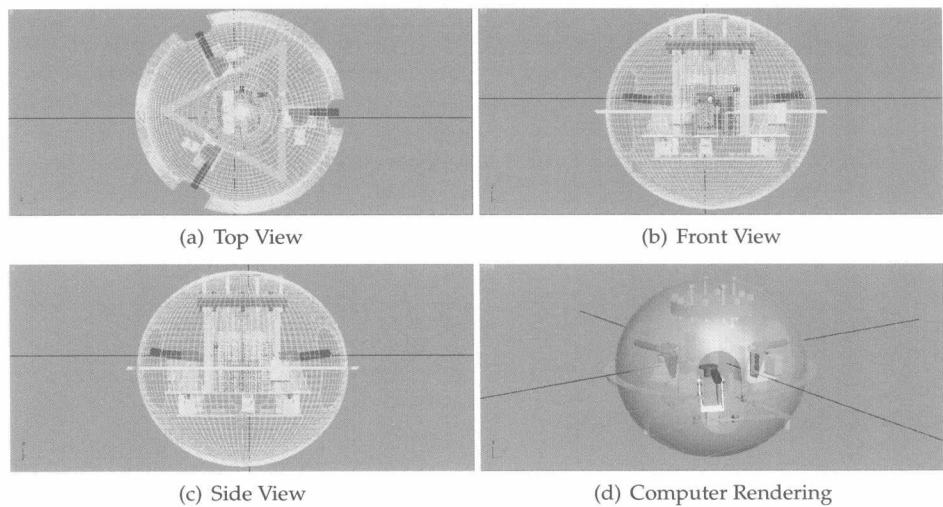 (a) Top View
(b) Front View
(c) Side View
(d) Computer Rendering